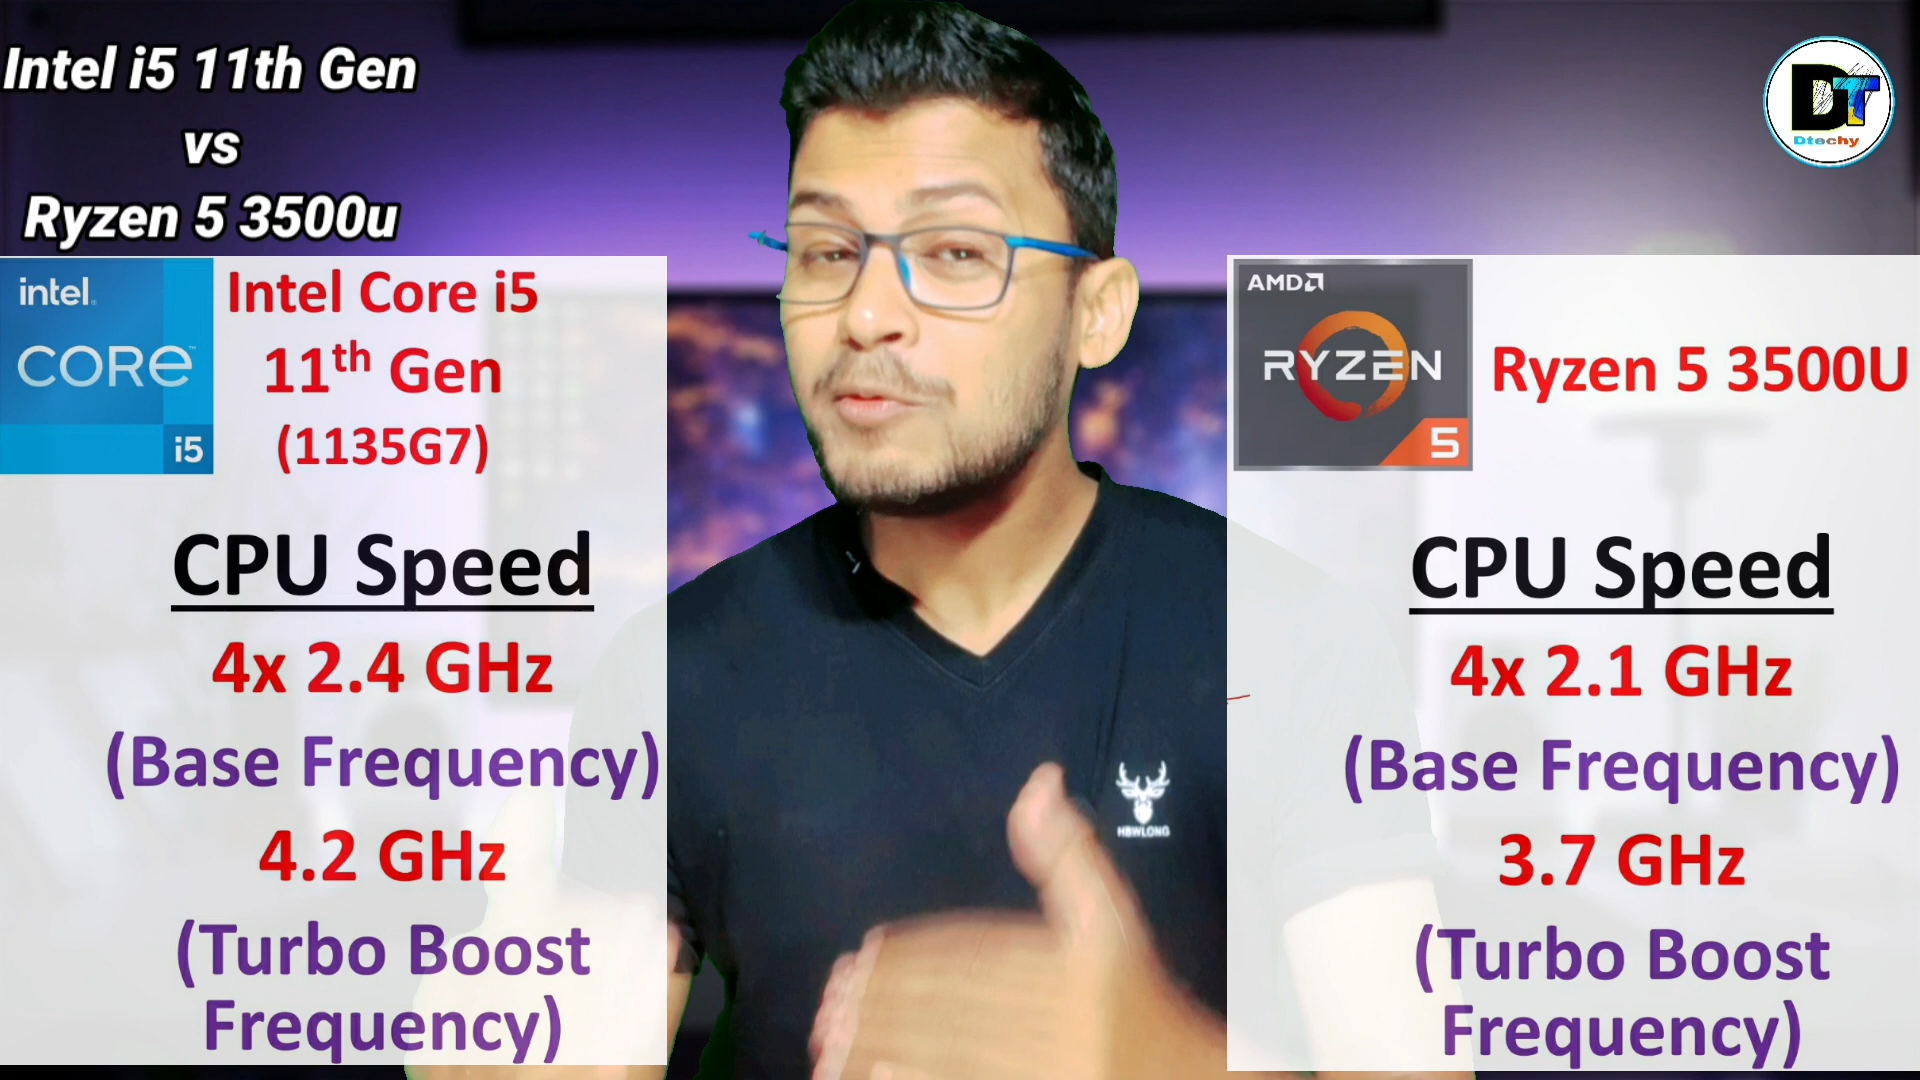 Intel i5 11th Gen
vs
Ryzen 5 3500u
DT
Dtechy
intel.
CORE™
i5
Intel Core i5
11th Gen
(1135G7)
CPU Speed
4x 2.4 GHz
(Base Frequency)
4.2 GHz
(Turbo Boost
Frequency)
HBWLONG
AMD
RYZEN
5
Ryzen 5 3500U
CPU Speed
4x 2.1 GHz
(Base Frequency)
3.7 GHz
(Turbo Boost
Frequency)